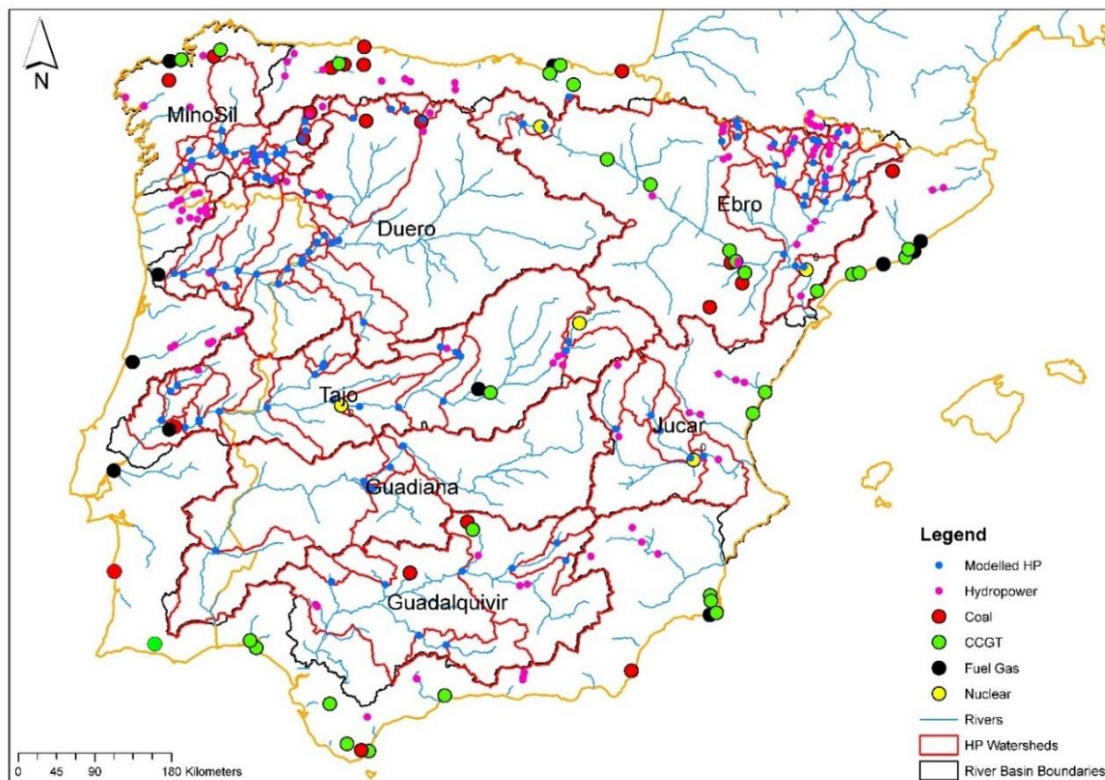 N
MinoSil
Duero
Ebro
Tajo
Jucar
Guadiana
Guadalquivir
Legend
Modelled HP
Hydropower
Coal
CCGT
Fuel Gas
Nuclear
Rivers
HP Watersheds
River Basin Boundaries
0 45 90 180 Kilometers